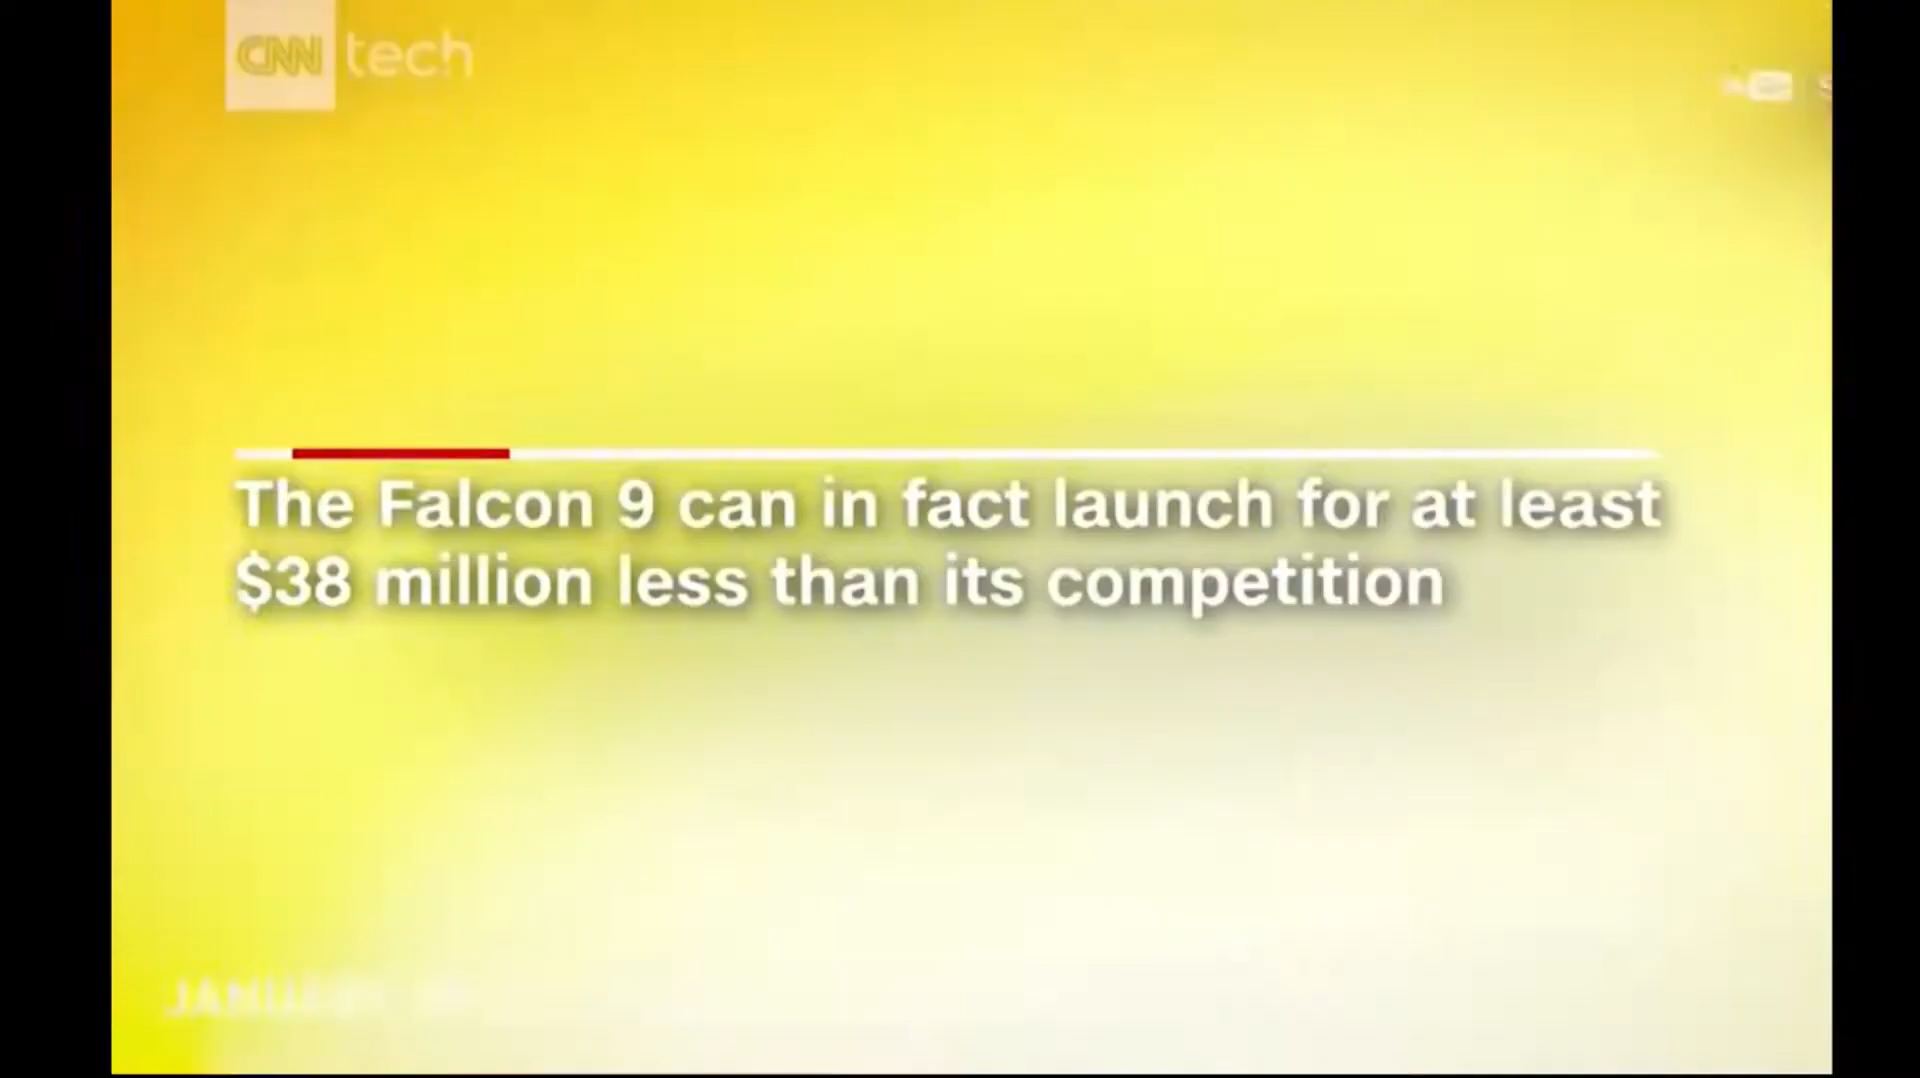 CNN tech
The Falcon 9 can in fact launch for at least
$38 million less than its competition